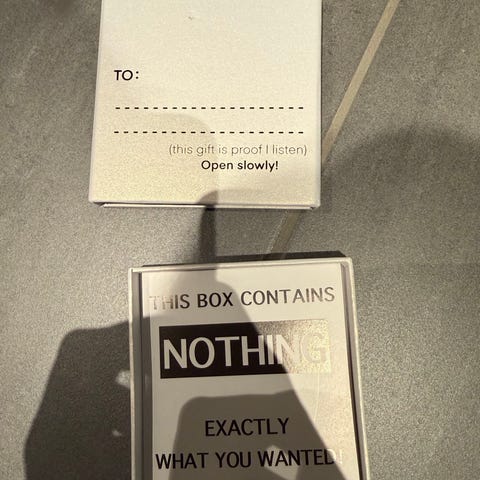 TO:
(this gift is proof I listen)
Open slowly!
THIS BOX CONTAINS
NOTHING
EXACTLY
WHAT YOU WANTED!